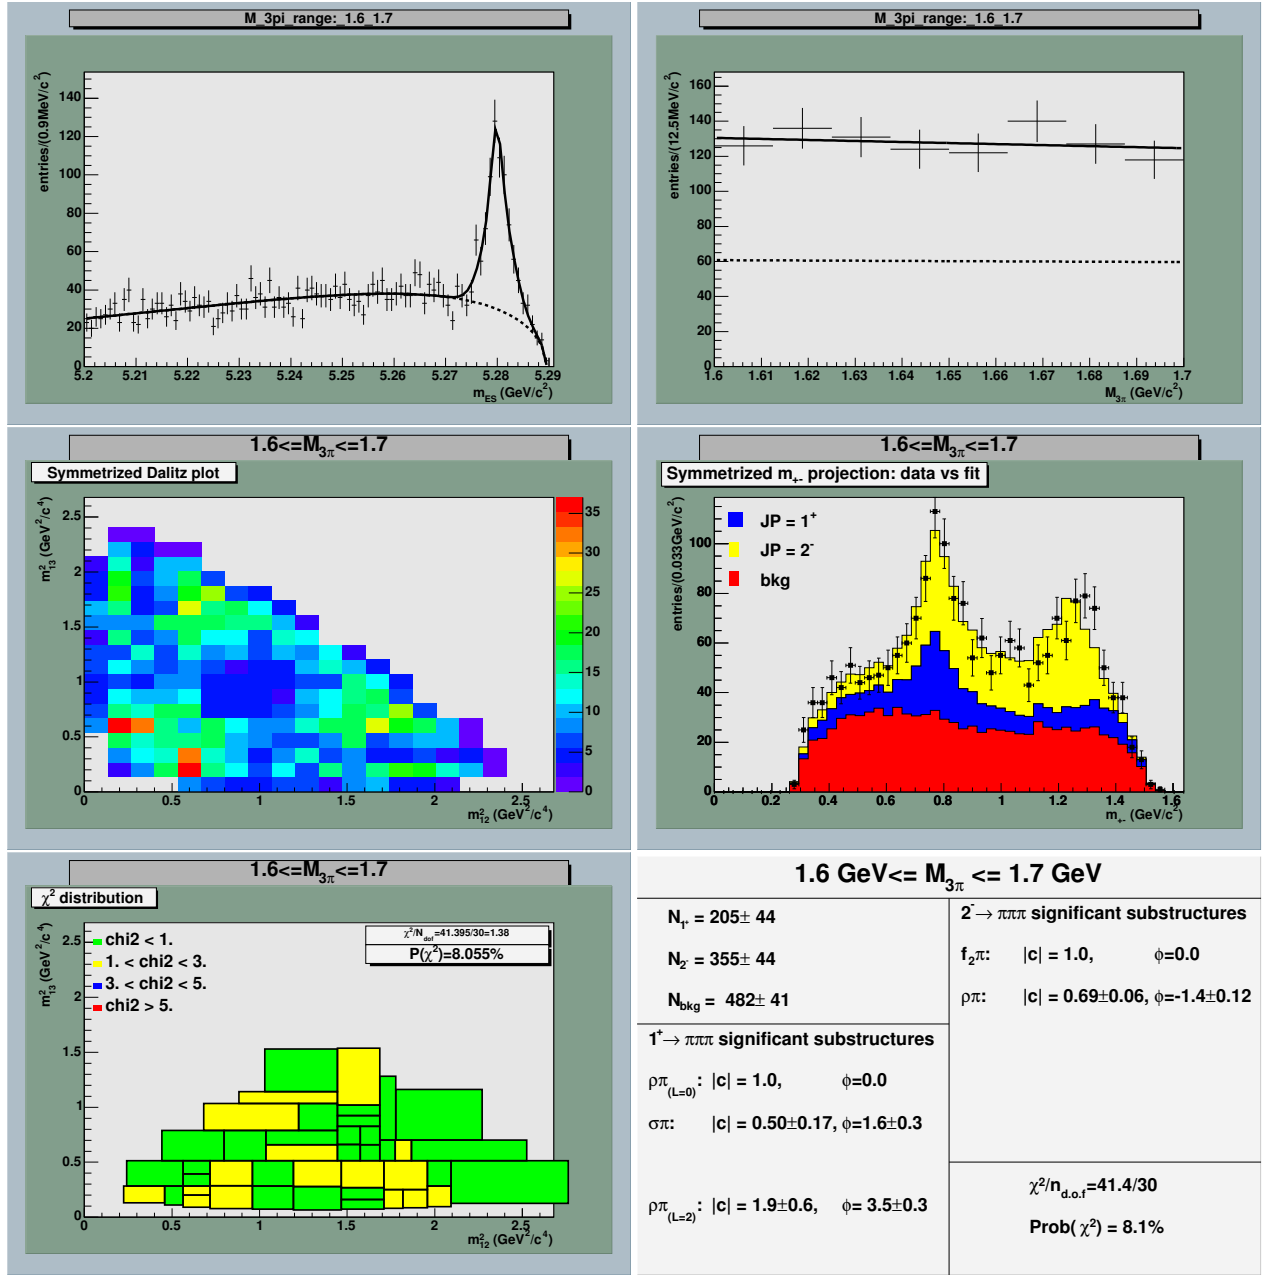 M_3pi_range:_1.6_1.7
entries/(0.9MeV/c²)
140
120
100
80
60
40
20
0
5.2 5.21 5.22 5.23 5.24 5.25 5.26 5.27 5.28 5.29
m_ES (GeV/c²)
M_3pi_range:_1.6_1.7
entries/(12.5MeV/c²)
160
140
120
100
80
60
40
20
0
1.6 1.61 1.62 1.63 1.64 1.65 1.66 1.67 1.68 1.69 1.7
M_3π (GeV/c²)
1.6<=M_3π<=1.7
Symmetrized Dalitz plot
m²_13 (GeV²/c⁴)
2.5
2
1.5
1
0.5
0
0 0.5 1 1.5 2 2.5
m²_12 (GeV²/c⁴)
35
30
25
20
15
10
5
0
1.6<=M_3π<=1.7
Symmetrized m_+- projection: data vs fit
entries/(0.033GeV/c²)
JP = 1⁺
JP = 2⁻
bkg
100
80
60
40
20
0
0 0.2 0.4 0.6 0.8 1 1.2 1.4 1.6
m_+- (GeV/c²)
1.6<=M_3π<=1.7
χ² distribution
m²_13 (GeV²/c⁴)
chi2 < 1.
1. < chi2 < 3.
3. < chi2 < 5.
chi2 > 5.
χ²/N_dof=41.395/30=1.38
P(χ²)=8.055%
2.5
2
1.5
1
0.5
0
0 0.5 1 1.5 2 2.5
m²_12 (GeV²/c⁴)
1.6 GeV<= M_3π <= 1.7 GeV
N_1⁺ = 205± 44
N_2⁻ = 355± 44
N_bkg = 482± 41
1⁺→ πππ significant substructures
ρπ_(L=0): |c| = 1.0, ϕ=0.0
σπ: |c| = 0.50±0.17, ϕ=1.6±0.3
ρπ_(L=2): |c| = 1.9±0.6, ϕ= 3.5±0.3
2⁻→ πππ significant substructures
f₂π: |c| = 1.0, ϕ=0.0
ρπ: |c| = 0.69±0.06, ϕ=-1.4±0.12
χ²/n_d.o.f=41.4/30
Prob( χ²) = 8.1%